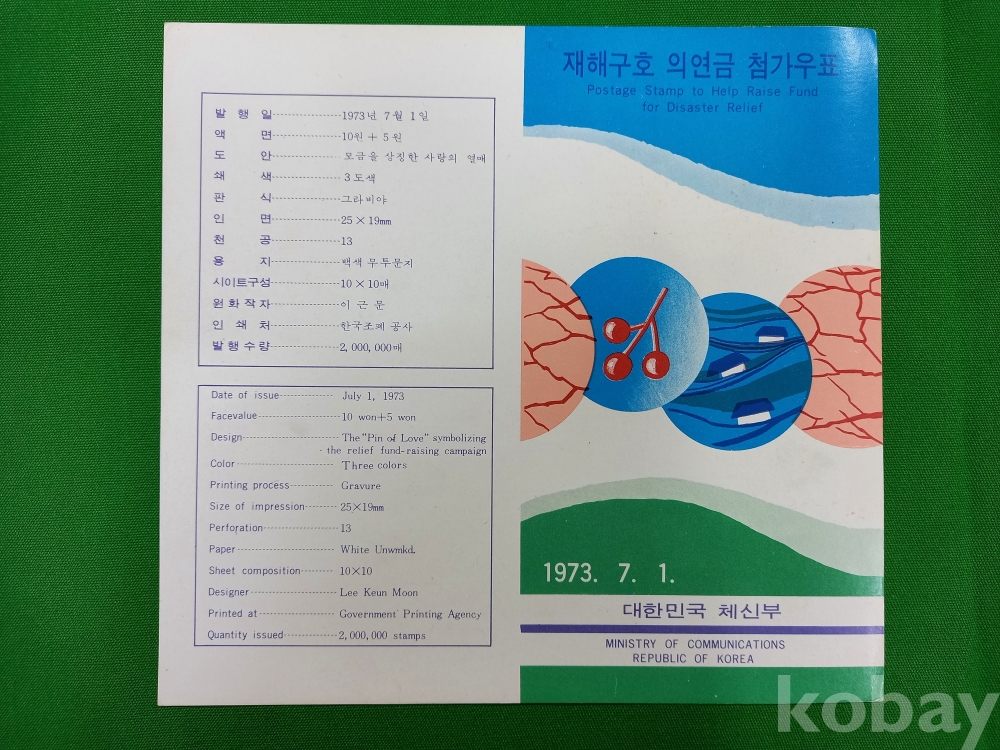 발 행 일 1973년 7월 1일
액 면 10원 + 5원
도 안 모금을 상징한 사랑의 열매
쇄 색 3도색
판 식 그라비야
인 면 25×19mm
천 공 13
용 지 백색 무투문지
시이트구성 10×10매
원 화 작 자 이 근 문
인 쇄 처 한국조폐 공사
발 행 수 량 2,000,000매
Date of issue July 1, 1973
Facevalue 10 won+5 won
Design The "Pin of Love" symbolizing
the relief fund-raising campaign
Color Three colors
Printing process Gravure
Size of impression 25×19mm
Perforation 13
Paper White Unwmkd.
Sheet composition 10×10
Designer Lee Keun Moon
Printed at Government Printing Agency
Quantity issued 2,000,000 stamps
재해구호 의연금 첨가우표
Postage Stamp to Help Raise Fund
for Disaster Relief
1973. 7. 1.
대한민국 체신부
MINISTRY OF COMMUNICATIONS
REPUBLIC OF KOREA
kobay